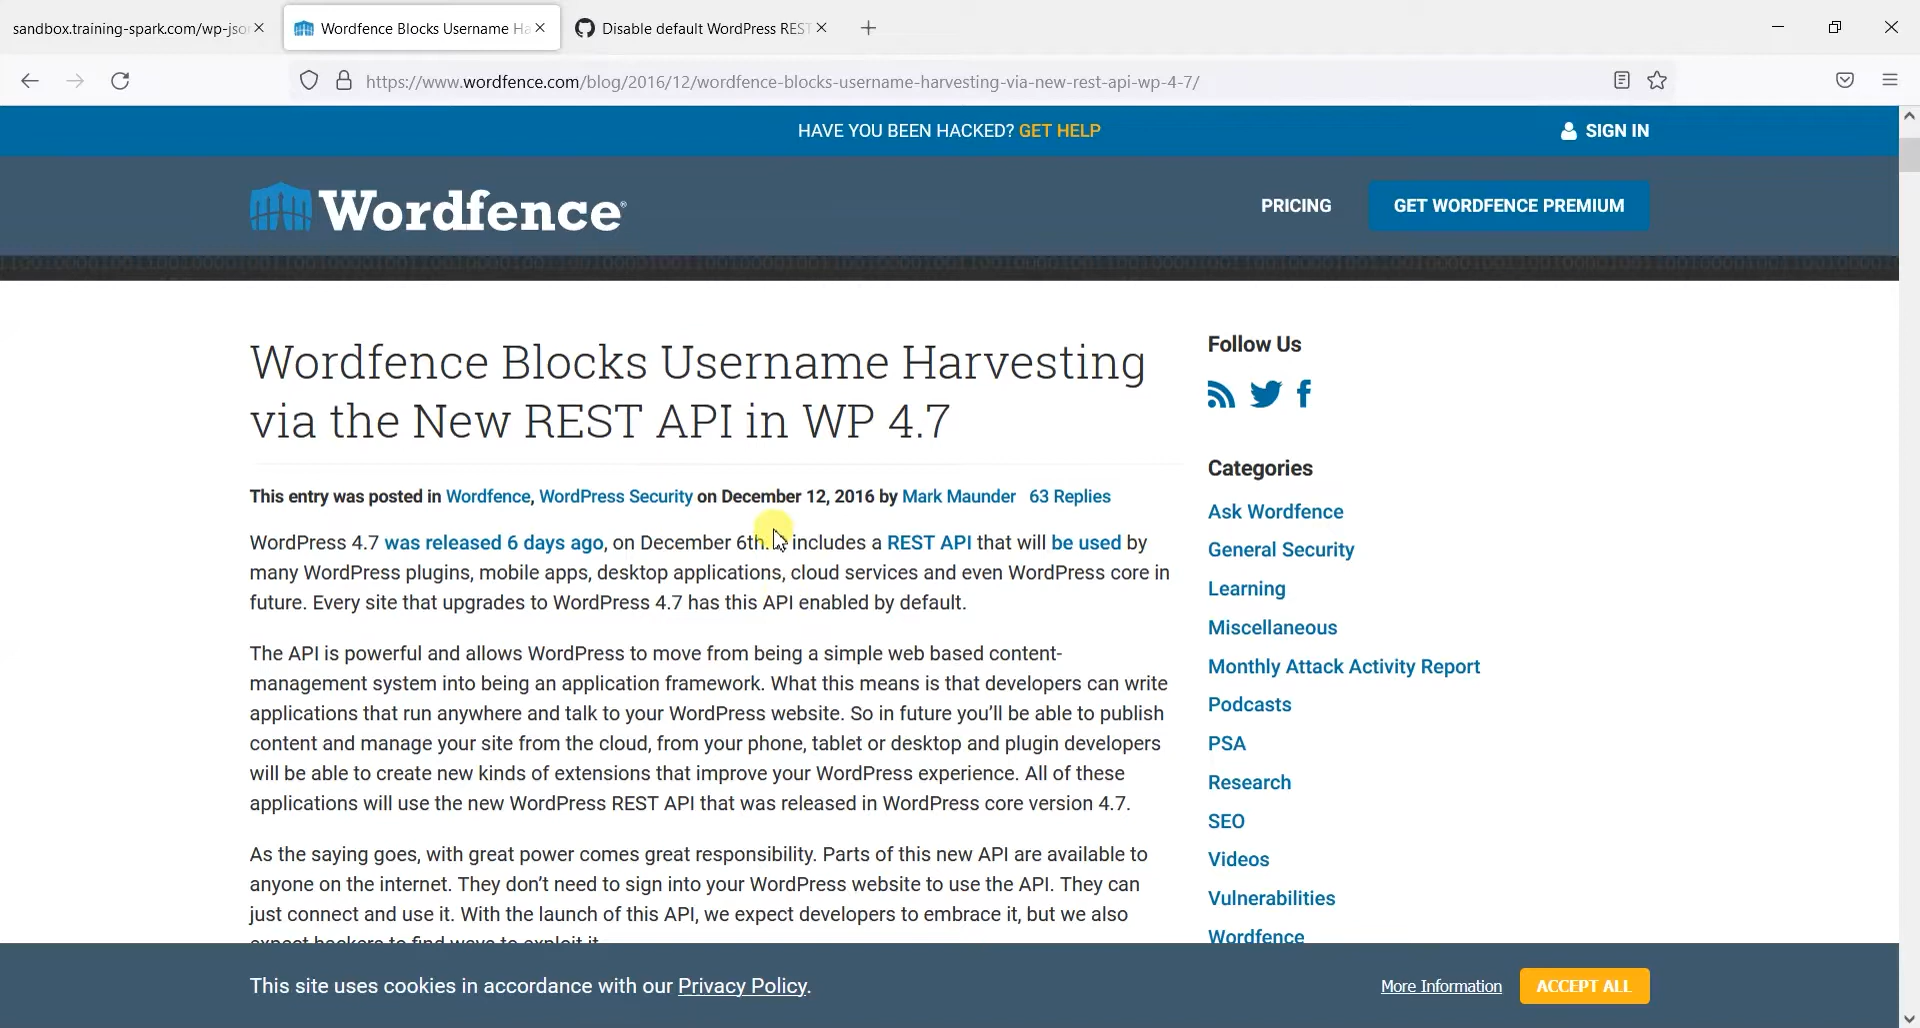 sandbox.training-spark.com/wp-jso
Wordfence Blocks Username Ha
Disable default WordPress REST
https://www.wordfence.com/blog/2016/12/wordfence-blocks-username-harvesting-via-new-rest-api-wp-4-7/
HAVE YOU BEEN HACKED? GET HELP
SIGN IN
Wordfence
PRICING
GET WORDFENCE PREMIUM
Wordfence Blocks Username Harvesting
via the New REST API in WP 4.7
This entry was posted in Wordfence, WordPress Security on December 12, 2016 by Mark Maunder 63 Replies
WordPress 4.7 was released 6 days ago, on December 6th. includes a REST API that will be used by
many WordPress plugins, mobile apps, desktop applications, cloud services and even WordPress core in
future. Every site that upgrades to WordPress 4.7 has this API enabled by default.
The API is powerful and allows WordPress to move from being a simple web based content-
management system into being an application framework. What this means is that developers can write
applications that run anywhere and talk to your WordPress website. So in future you'll be able to publish
content and manage your site from the cloud, from your phone, tablet or desktop and plugin developers
will be able to create new kinds of extensions that improve your WordPress experience. All of these
applications will use the new WordPress REST API that was released in WordPress core version 4.7.
As the saying goes, with great power comes great responsibility. Parts of this new API are available to
anyone on the internet. They don't need to sign into your WordPress website to use the API. They can
just connect and use it. With the launch of this API, we expect developers to embrace it, but we also
expect hackers to find ways to exploit it.
Follow Us
Categories
Ask Wordfence
General Security
Learning
Miscellaneous
Monthly Attack Activity Report
Podcasts
PSA
Research
SEO
Videos
Vulnerabilities
Wordfence
This site uses cookies in accordance with our Privacy Policy.
More Information
ACCEPT ALL